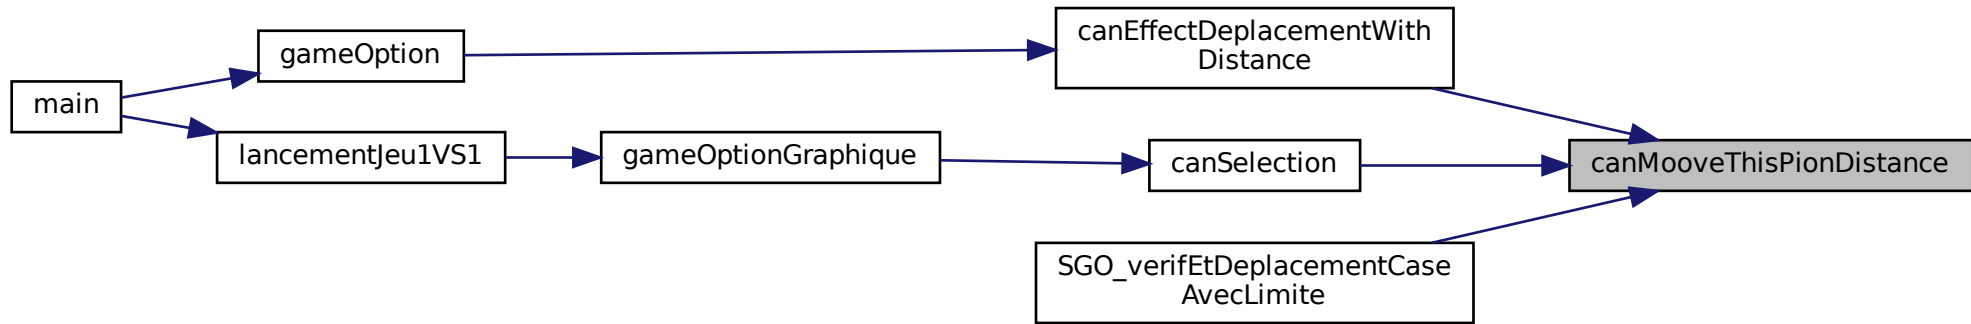 main
gameOption
lancementJeu1VS1
gameOptionGraphique
canEffectDeplacementWith
Distance
canSelection
SGO_verifEtDeplacementCase
AvecLimite
canMooveThisPionDistance